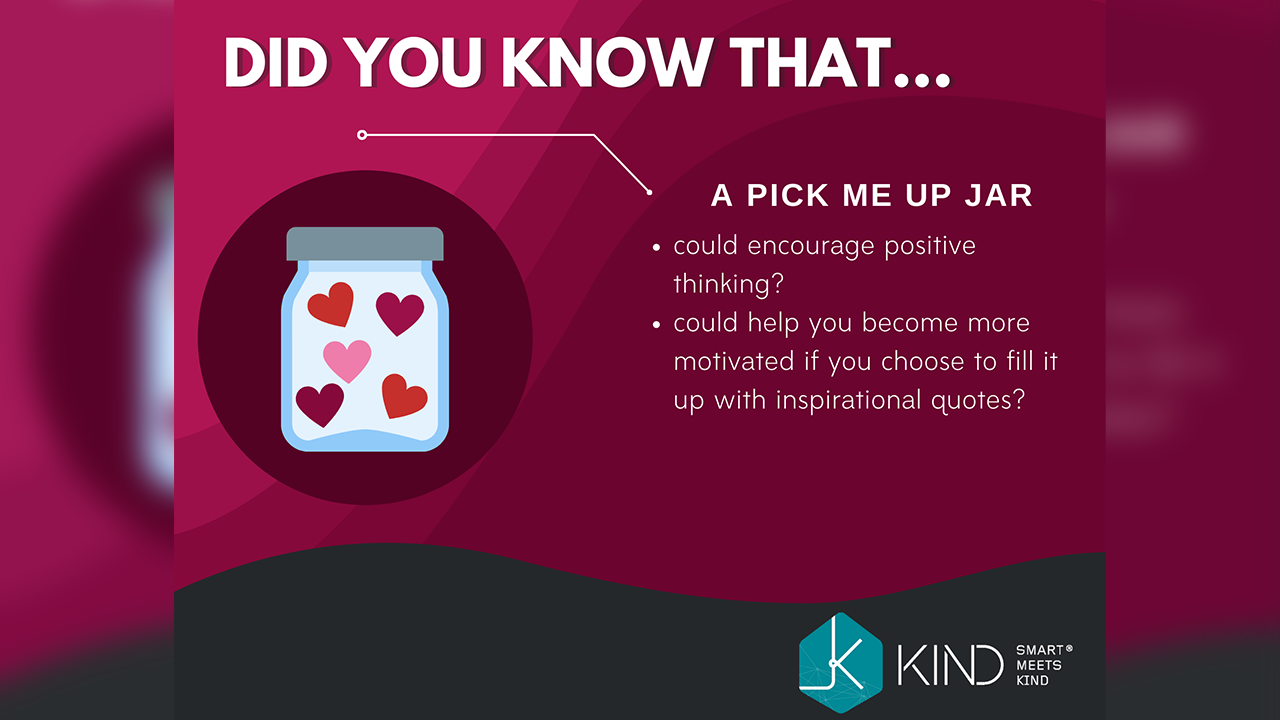 DID YOU KNOW THAT...
A PICK ME UP JAR
• could encourage positive
thinking?
• could help you become more
motivated if you choose to fill it
up with inspirational quotes?
K
KIND
SMART®
MEETS
KIND